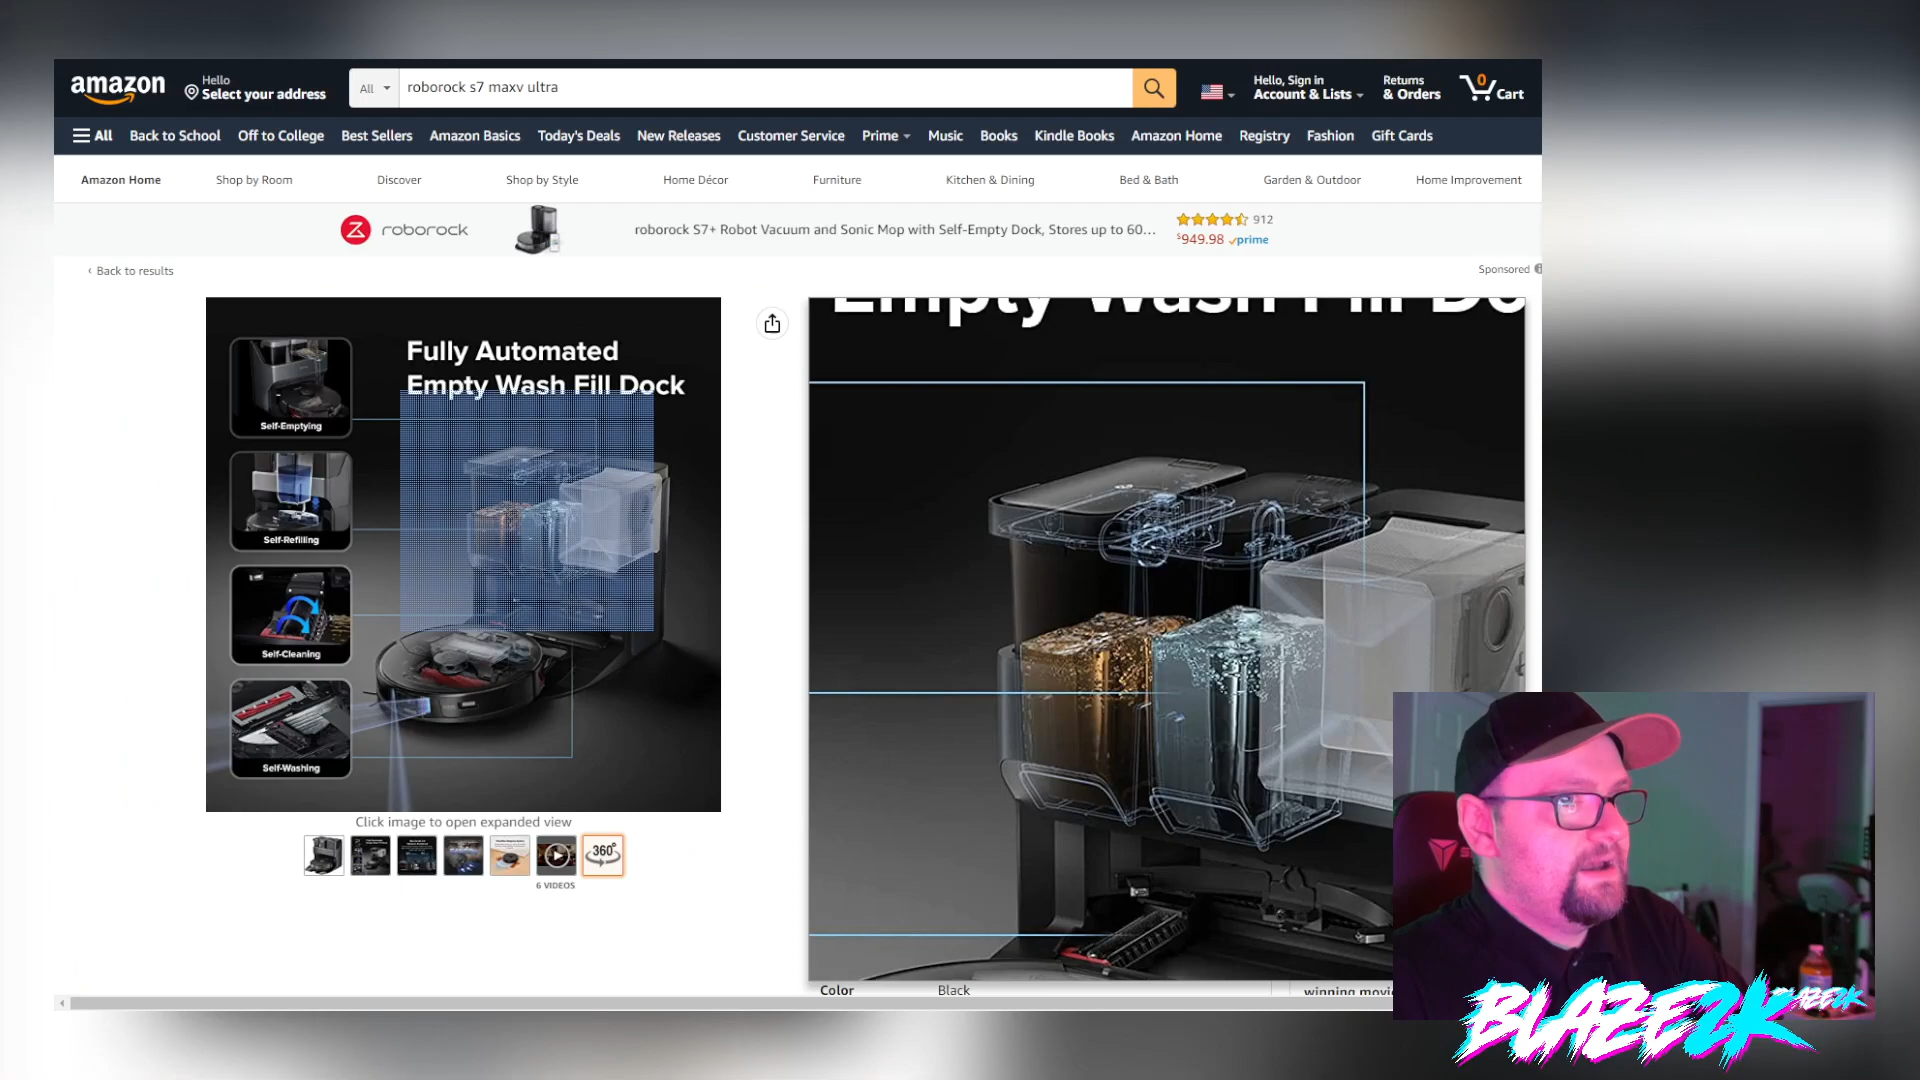 amazon
Hello
Select your address
All
roborock s7 maxv ultra
Hello, Sign in
Account & Lists
Returns
& Orders
0
Cart
All
Back to School
Off to College
Best Sellers
Amazon Basics
Today's Deals
New Releases
Customer Service
Prime
Music
Books
Kindle Books
Amazon Home
Registry
Fashion
Gift Cards
Amazon Home
Shop by Room
Discover
Shop by Style
Home Décor
Furniture
Kitchen & Dining
Bed & Bath
Garden & Outdoor
Home Improvement
roborock
roborock S7+ Robot Vacuum and Sonic Mop with Self-Empty Dock, Stores up to 60...
912
$949.98 prime
‹ Back to results
Sponsored
Fully Automated
Empty Wash Fill Dock
Self-Emptying
Self-Refilling
Self-Cleaning
Self-Washing
Empty Wash Fill Do
Click image to open expanded view
360°
6 VIDEOS
Color
Black
winning movi
BLAZE2K